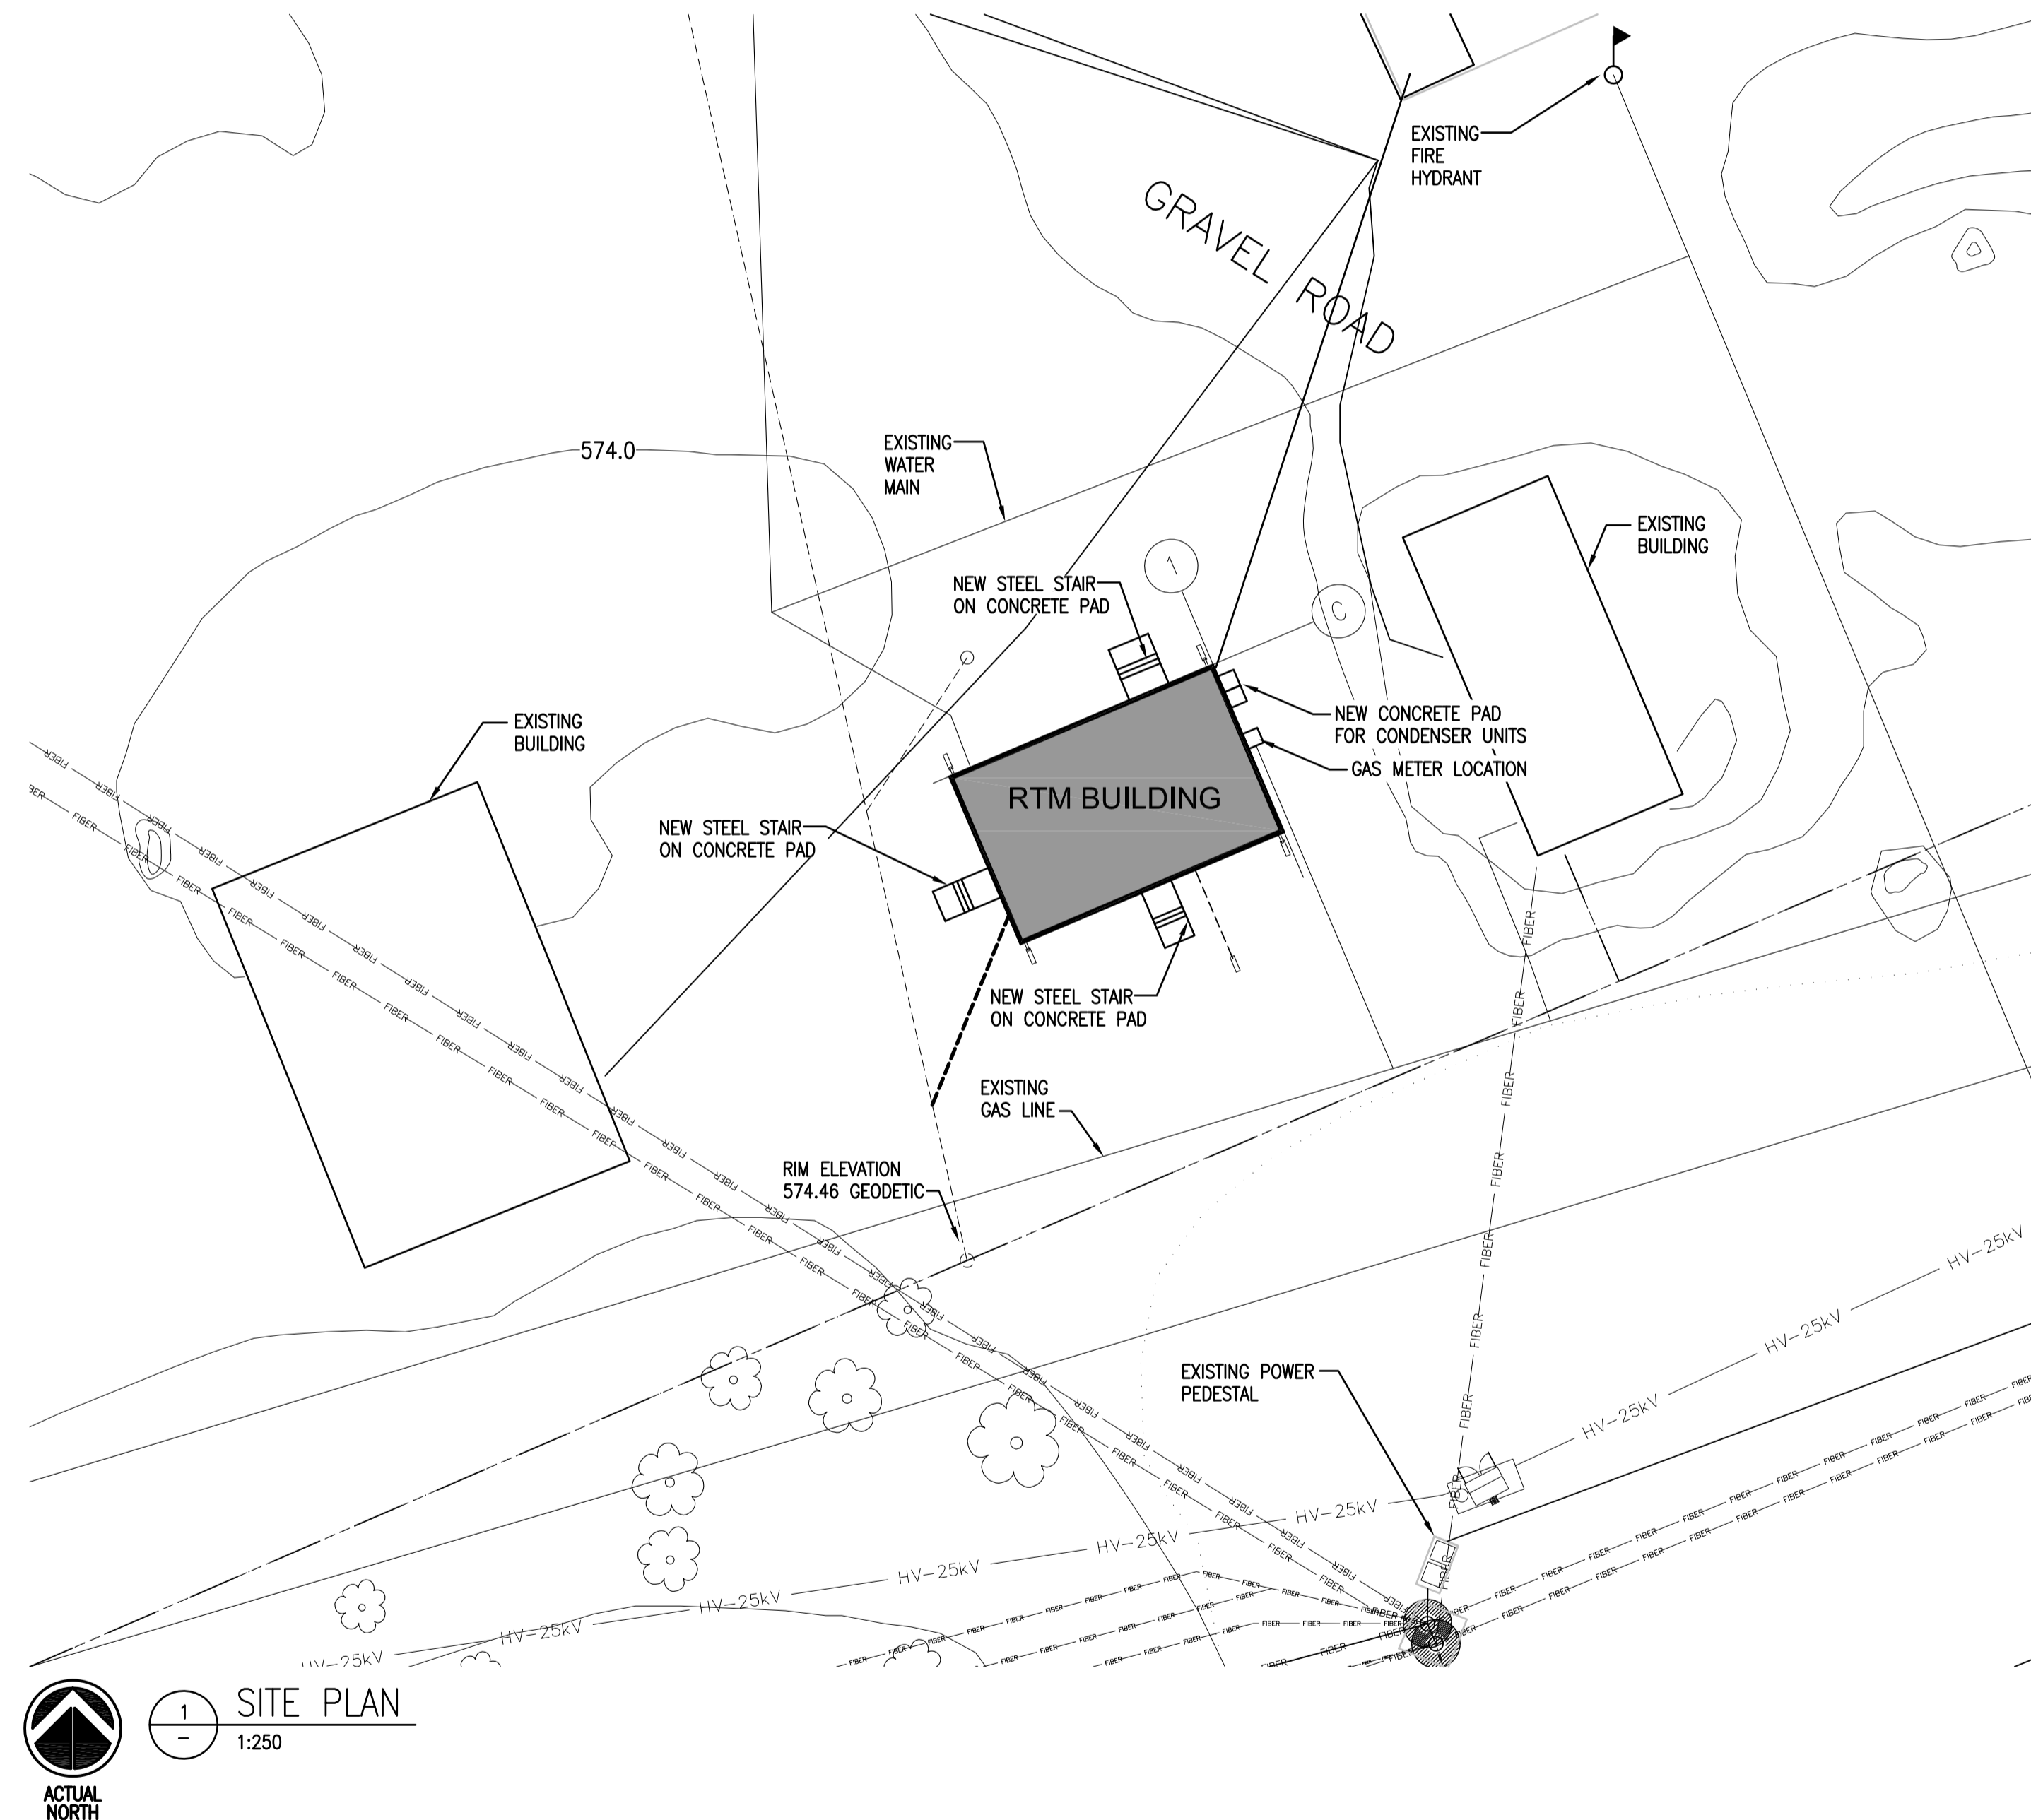 EXISTING
FIRE
HYDRANT
GRAVEL ROAD
574.0
EXISTING
WATER
MAIN
EXISTING
BUILDING
1
C
NEW STEEL STAIR
ON CONCRETE PAD
NEW CONCRETE PAD
FOR CONDENSER UNITS
GAS METER LOCATION
EXISTING
BUILDING
RTM BUILDING
NEW STEEL STAIR
ON CONCRETE PAD
NEW STEEL STAIR
ON CONCRETE PAD
EXISTING
GAS LINE
RIM ELEVATION
574.46 GEODETIC
EXISTING POWER
PEDESTAL
FIBER
FIBER
FIBER
FIBER
FIBER
FIBER
FIBER
FIBER
FIBER
FIBER
HV-25kV
HV-25kV
HV-25kV
HV-25kV
HV-25kV
HV-25kV
HV-25kV
HV-25kV
1
-
SITE PLAN
1:250
ACTUAL
NORTH